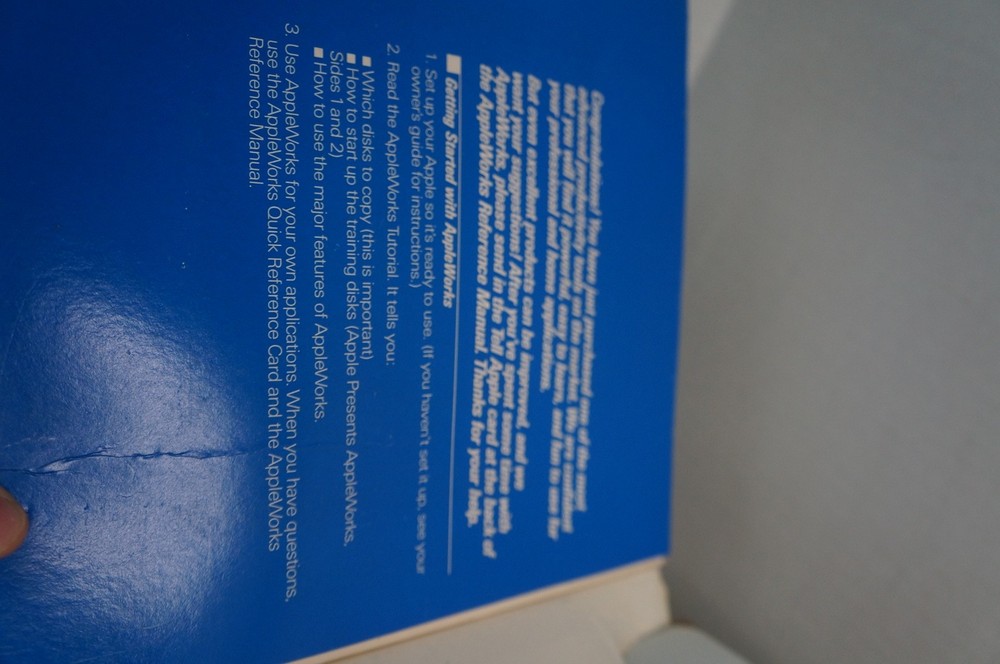 Congratulations! You have just purchased one of the most
advanced productivity tools on the market. We are confident
that you will find it powerful, easy to learn, and fun to use for
your professional and home applications.
But even excellent products can be improved, and we
want your suggestions! After you've spent some time with
AppleWorks, please send in the Tell Apple card at the back of
the AppleWorks Reference Manual. Thanks for your help.
Getting Started with AppleWorks
1. Set up your Apple so it's ready to use. (If you haven't set it up, see your
owner's guide for instructions.)
2. Read the AppleWorks Tutorial. It tells you:
■ Which disks to copy (this is important)
■ How to start up the training disks (Apple Presents AppleWorks,
Sides 1 and 2)
■ How to use the major features of AppleWorks.
3. Use AppleWorks for your own applications. When you have questions,
use the AppleWorks Quick Reference Card and the AppleWorks
Reference Manual.